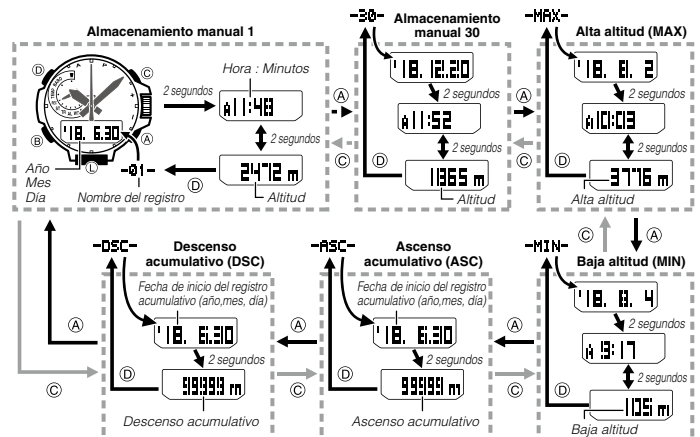 Almacenamiento manual 1
Hora : Minutos
2 segundos
A 11:48
2 segundos
2472 m
Altitud
'18. 6.30
-01-
Nombre del registro
Año
Mes
Día
D
C
B
A
L
D
A
C
-30-
Almacenamiento
manual 30
'18. 12.20
2 segundos
A 11:52
2 segundos
1365 m
Altitud
D
A
C
-MAX-
Alta altitud (MAX)
'18. 8. 2
2 segundos
A 10:03
2 segundos
3776 m
Alta altitud
D
C
A
-DSC-
Descenso
acumulativo (DSC)
Fecha de inicio del registro
acumulativo (año,mes, día)
'18. 6.30
2 segundos
99999 m
Descenso acumulativo
D
A
C
A
C
-ASC-
Ascenso
acumulativo (ASC)
Fecha de inicio del registro
acumulativo (año,mes, día)
'18. 6.30
2 segundos
99999 m
Ascenso acumulativo
D
A
C
-MIN-
Baja altitud (MIN)
'18. 8. 4
2 segundos
A 9:17
2 segundos
105 m
Baja altitud
D